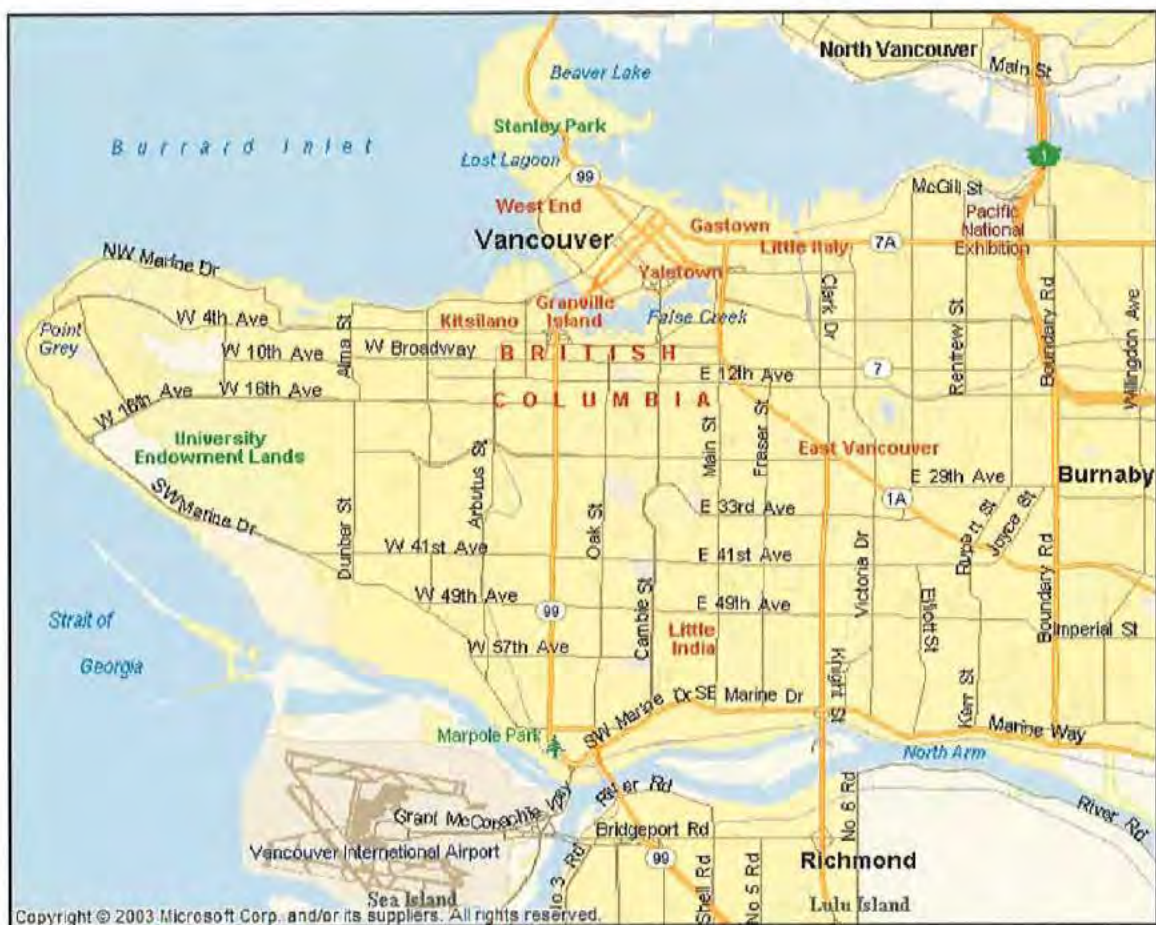 North Vancouver
Main St
Beaver Lake
Stanley Park
Burrard Inlet
Lost Lagoon
1
99
McGill St
West End
Pacific
National
Exhibition
Vancouver
Gastown
Little Italy
7A
NW Marine Dr
Yaletown
Clark Dr
Granville
Island
False Creek
Renfrew St
Boundary Rd
Willingdon Ave
Point
Grey
W 4th Ave
Kitsilano
Alma St
W 10th Ave
W Broadway
BRITISH
E 12th Ave
7
W 16th Ave
W 16th Ave
COLUMBIA
University
Endowment Lands
Arbutus St
Main St
Fraser St
East Vancouver
Burnaby
E 29th Ave
1A
SW Marine Dr
E 33rd Ave
Rupert St
Joyce St
Dunbar St
Oak St
W 41st Ave
E 41st Ave
Victoria Dr
Boundary Rd
W 49th Ave
99
E 49th Ave
Elliott St
Imperial St
Strait of
Georgia
Cambie St
Little
India
W 57th Ave
Knight St
Kerr St
SW Marine Dr
SE Marine Dr
Marine Way
Marpole Park
North Arm
River Rd
River Rd
Grant McConachie Way
No 6 Rd
Bridgeport Rd
Vancouver International Airport
99
Richmond
No 3 Rd
Shell Rd
No 5 Rd
Sea Island
Lulu Island
Copyright © 2003 Microsoft Corp. and/or its suppliers. All rights reserved.